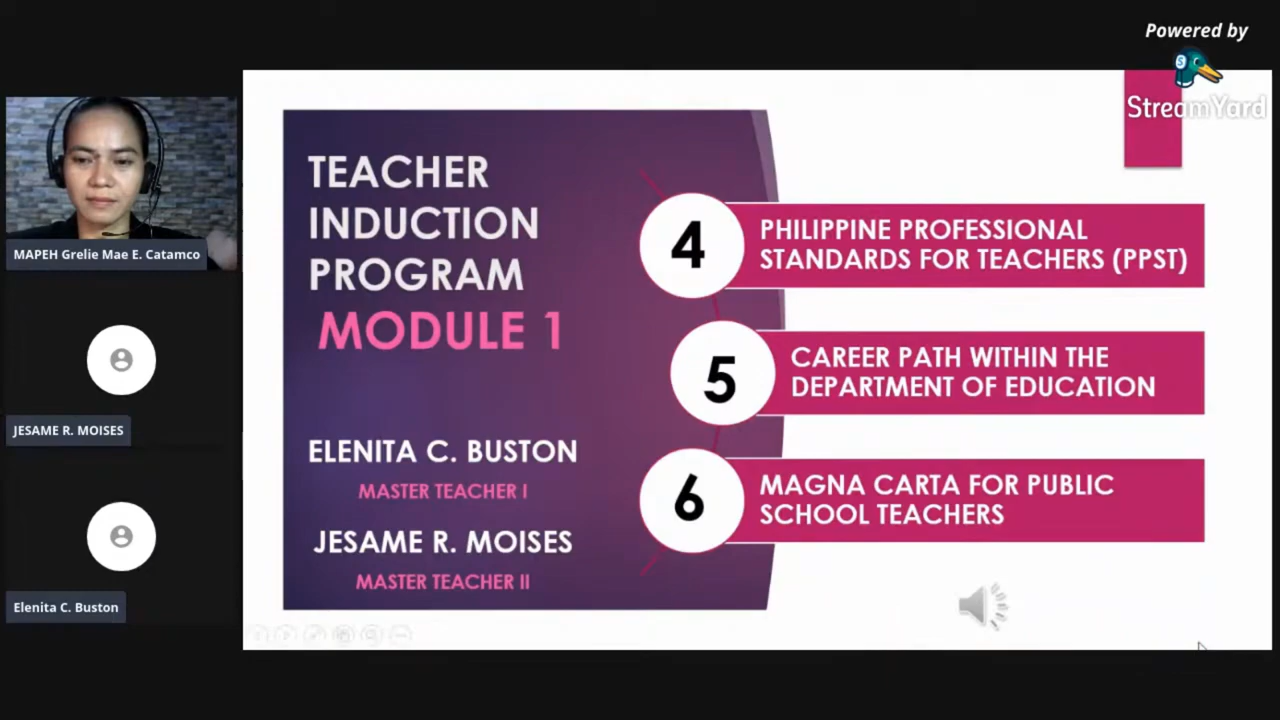 Powered by
StreamYard
MAPEH Grelie Mae E. Catamco
JESAME R. MOISES
Elenita C. Buston
TEACHER
INDUCTION
PROGRAM
MODULE 1
ELENITA C. BUSTON
MASTER TEACHER I
JESAME R. MOISES
MASTER TEACHER II
4
PHILIPPINE PROFESSIONAL
STANDARDS FOR TEACHERS (PPST)
5
CAREER PATH WITHIN THE
DEPARTMENT OF EDUCATION
6
MAGNA CARTA FOR PUBLIC
SCHOOL TEACHERS